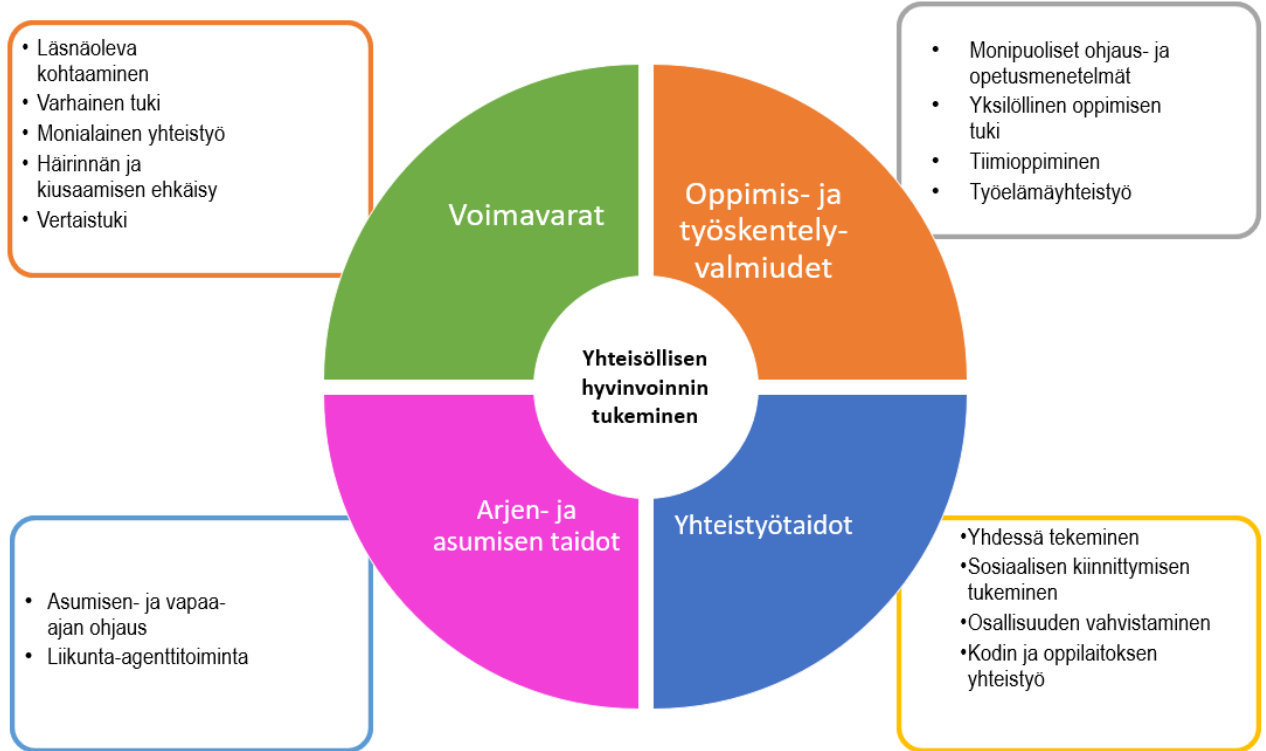 • Läsnäoleva
kohtaaminen
• Varhainen tuki
• Monialainen yhteistyö
• Häirinnän ja
kiusaamisen ehkäisy
• Vertaistuki
• Monipuoliset ohjaus- ja
opetusmenetelmät
• Yksilöllinen oppimisen
tuki
• Tiimioppiminen
• Työelämäyhteistyö
Voimavarat
Oppimis- ja
työskentely-
valmiudet
Yhteisöllisen
hyvinvoinnin
tukeminen
Arjen- ja
asumisen taidot
Yhteistyötaidot
• Asumisen- ja vapaa-
ajan ohjaus
• Liikunta-agenttitoiminta
•Yhdessä tekeminen
•Sosiaalisen kiinnittymisen
tukeminen
•Osallisuuden vahvistaminen
•Kodin ja oppilaitoksen
yhteistyö